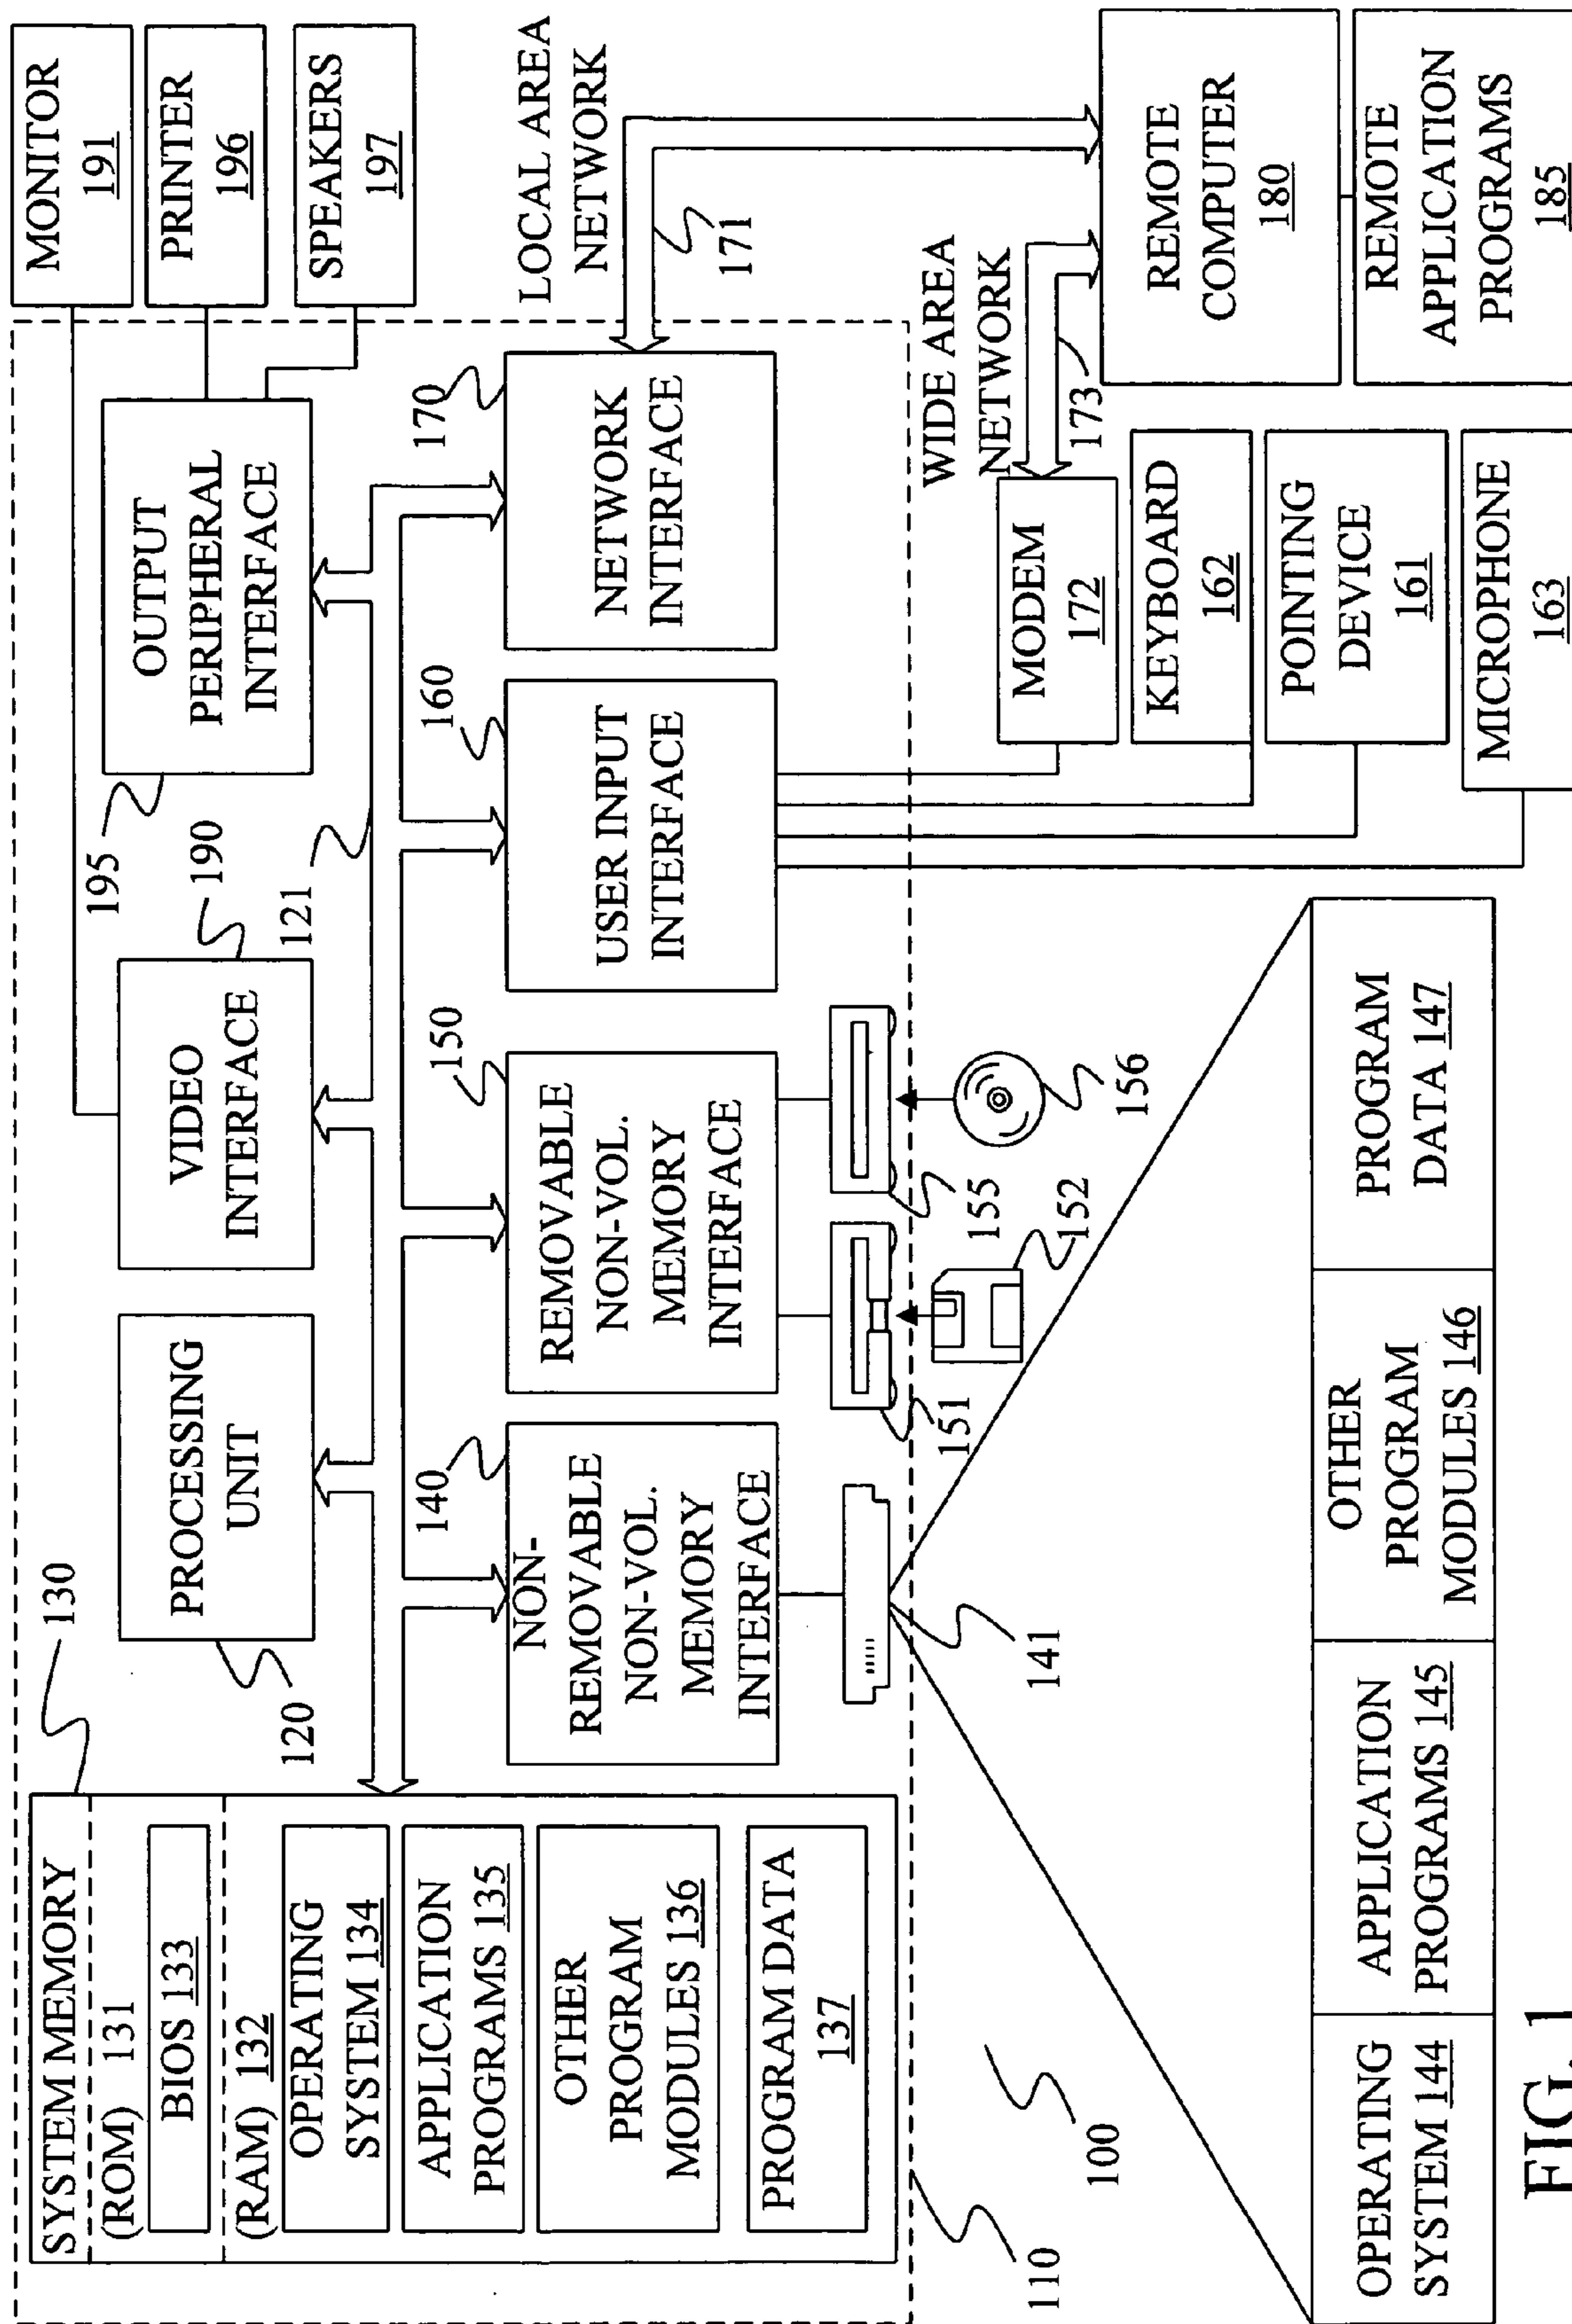 SYSTEM MEMORY
(ROM) 131
BIOS 133
(RAM) 132
OPERATING
SYSTEM 134
APPLICATION
PROGRAMS 135
OTHER
PROGRAM
MODULES 136
PROGRAM DATA
137
130
120
PROCESSING
UNIT
VIDEO
INTERFACE
190
121
195
OUTPUT
PERIPHERAL
INTERFACE
MONITOR
191
PRINTER
196
SPEAKERS
197
140
NON-
REMOVABLE
NON-VOL.
MEMORY
INTERFACE
150
REMOVABLE
NON-VOL.
MEMORY
INTERFACE
160
USER INPUT
INTERFACE
170
NETWORK
INTERFACE
LOCAL AREA
NETWORK
171
141
151
152
155
156
WIDE AREA
NETWORK
173
MODEM
172
KEYBOARD
162
POINTING
DEVICE
161
MICROPHONE
163
REMOTE
COMPUTER
180
REMOTE
APPLICATION
PROGRAMS
185
110
100
OPERATING
SYSTEM 144
APPLICATION
PROGRAMS 145
OTHER
PROGRAM
MODULES 146
PROGRAM
DATA 147
FIG. 1